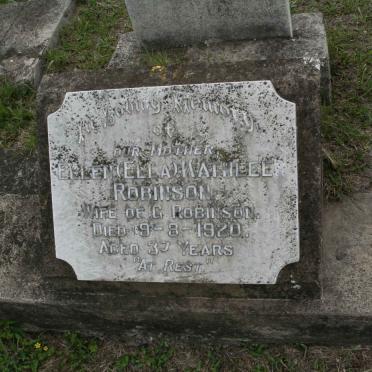 In Loving Memory
of
Our Mother
Ellen (Ella) Kathleen
Robinson.
Wife of G. Robinson.
Died 19-8-1920.
Aged 37 Years
"At Rest"